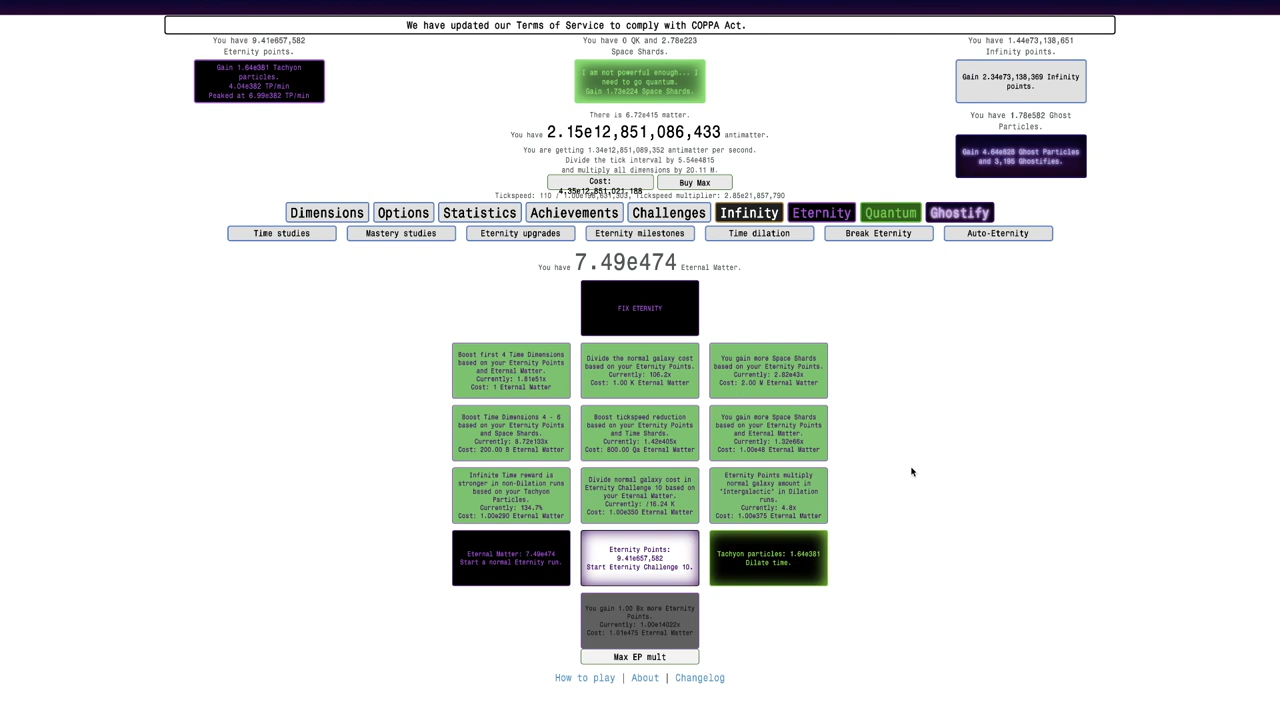 We have updated our Terms of Service to comply with COPPA Act.
You have 9.41e657,582
Eternity points.
Gain 1.64e381 Tachyon
particles.
4.04e382 TP/min
Peaked at 6.99e382 TP/min
You have 0 QK and 2.78e223
Space Shards.
I am not powerful enough... I
need to go quantum.
Gain 1.73e224 Space Shards.
You have 1.44e73,138,651
Infinity points.
Gain 2.34e73,138,369 Infinity
points.
You have 1.78e582 Ghost
Particles.
Gain 4.64e628 Ghost Particles
and 3,195 Ghostifies.
There is 6.72e415 matter.
You have 2.15e12,851,086,433 antimatter.
You are getting 1.34e12,851,089,352 antimatter per second.
Divide the tick interval by 5.54e4815
and multiply all dimensions by 20.11 M.
Cost:
4.35e12,851,021,188
Buy Max
Tickspeed: 110 / Tickspeed multiplier: 2.85e21,857,790
Dimensions Options Statistics Achievements Challenges Infinity Eternity Quantum Ghostify
Time studies Mastery studies Eternity upgrades Eternity milestones Time dilation Break Eternity Auto-Eternity
You have 7.49e474 Eternal Matter.
FIX ETERNITY
Boost first 4 Time Dimensions
based on your Eternity Points
and Eternal Matter.
Currently: 1.81e51x
Cost: 1 Eternal Matter
Divide the normal galaxy cost
based on your Eternity Points.
Currently: 106.2x
Cost: 1.00 K Eternal Matter
You gain more Space Shards
based on your Eternity Points.
Currently: 2.82e43x
Cost: 2.00 M Eternal Matter
Boost Time Dimensions 4 - 6
based on your Eternity Points
and Space Shards.
Currently: 8.72e133x
Cost: 200.00 B Eternal Matter
Boost tickspeed reduction
based on your Eternity Points
and Time Shards.
Currently: 1.42e405x
Cost: 800.00 Qa Eternal Matter
You gain more Space Shards
based on your Eternity Points
and Eternal Matter.
Currently: 1.32e66x
Cost: 1.00e48 Eternal Matter
Infinite Time reward is
stronger in non-Dilation runs
based on your Tachyon
Particles.
Currently: 134.7%
Cost: 1.00e290 Eternal Matter
Divide normal galaxy cost in
Eternity Challenge 10 based on
your Eternal Matter.
Currently: /16.24 K
Cost: 1.00e350 Eternal Matter
Eternity Points multiply
normal galaxy amount in
'Intergalactic' in Dilation
runs.
Currently: 4.8x
Cost: 1.00e375 Eternal Matter
Eternal Matter: 7.49e474
Start a normal Eternity run.
Eternity Points:
9.41e657,582
Start Eternity Challenge 10.
Tachyon particles: 1.64e381
Dilate time.
You gain 1.00 Bx more Eternity
Points.
Currently: 1.00e14022x
Cost: 1.01e475 Eternal Matter
Max EP mult
How to play | About | Changelog